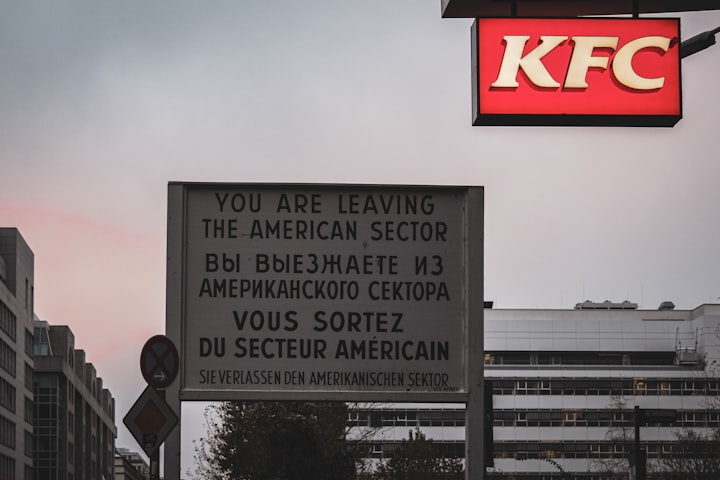 KFC
YOU ARE LEAVING
THE AMERICAN SECTOR
ВЫ ВЫЕЗЖАЕТЕ ИЗ
АМЕРИКАНСКОГО СЕКТОРА
VOUS SORTEZ
DU SECTEUR AMÉRICAIN
SIE VERLASSEN DEN AMERIKANISCHEN SEKTOR